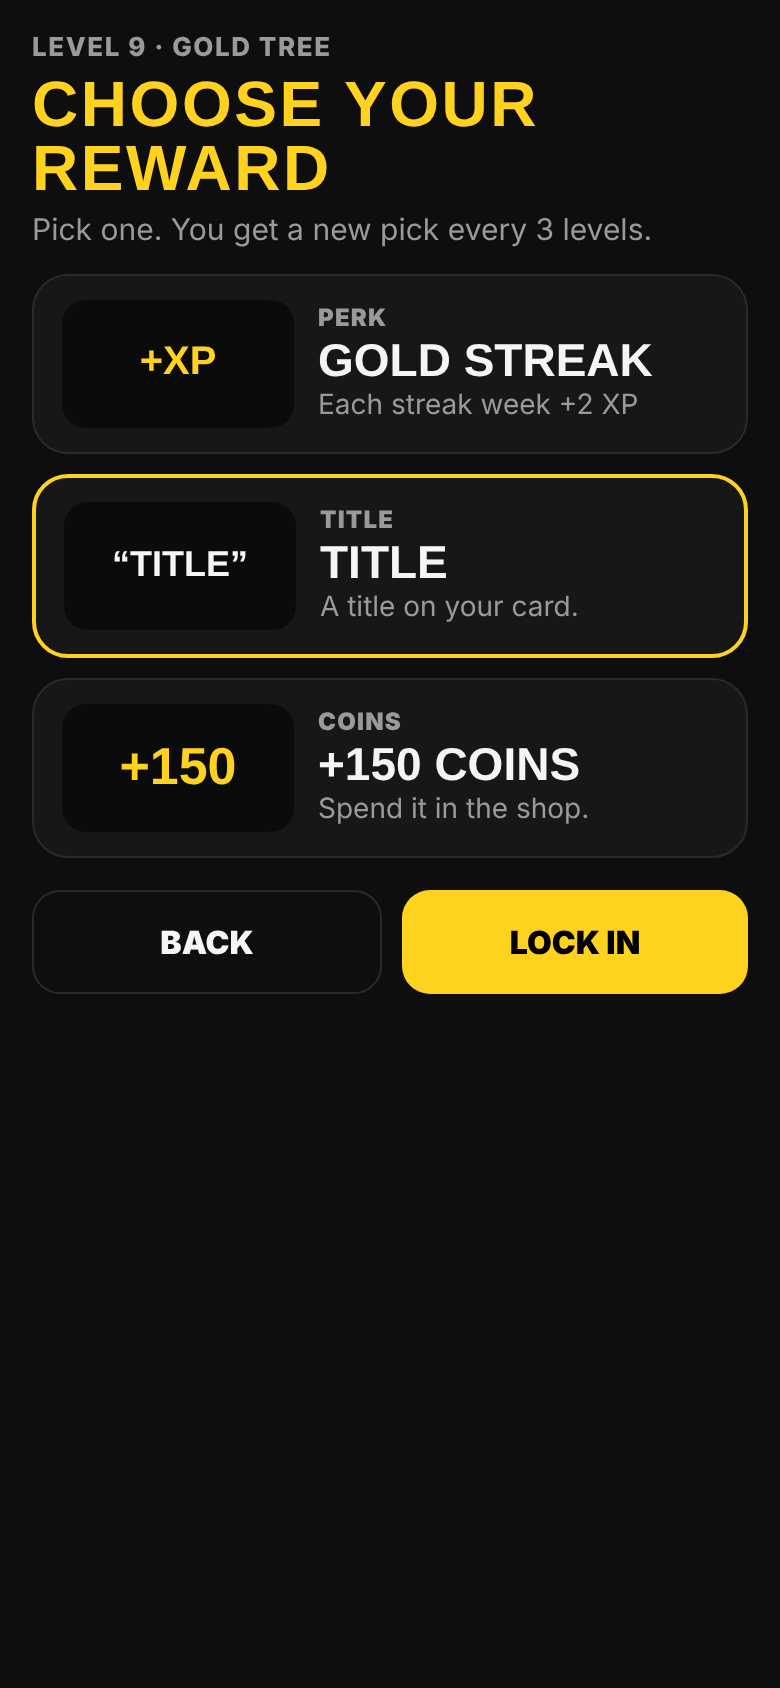 LEVEL 9 · GOLD TREE
CHOOSE YOUR
REWARD
Pick one. You get a new pick every 3 levels.
+XP
PERK
GOLD STREAK
Each streak week +2 XP
“TITLE”
TITLE
TITLE
A title on your card.
+150
COINS
+150 COINS
Spend it in the shop.
BACK
LOCK IN